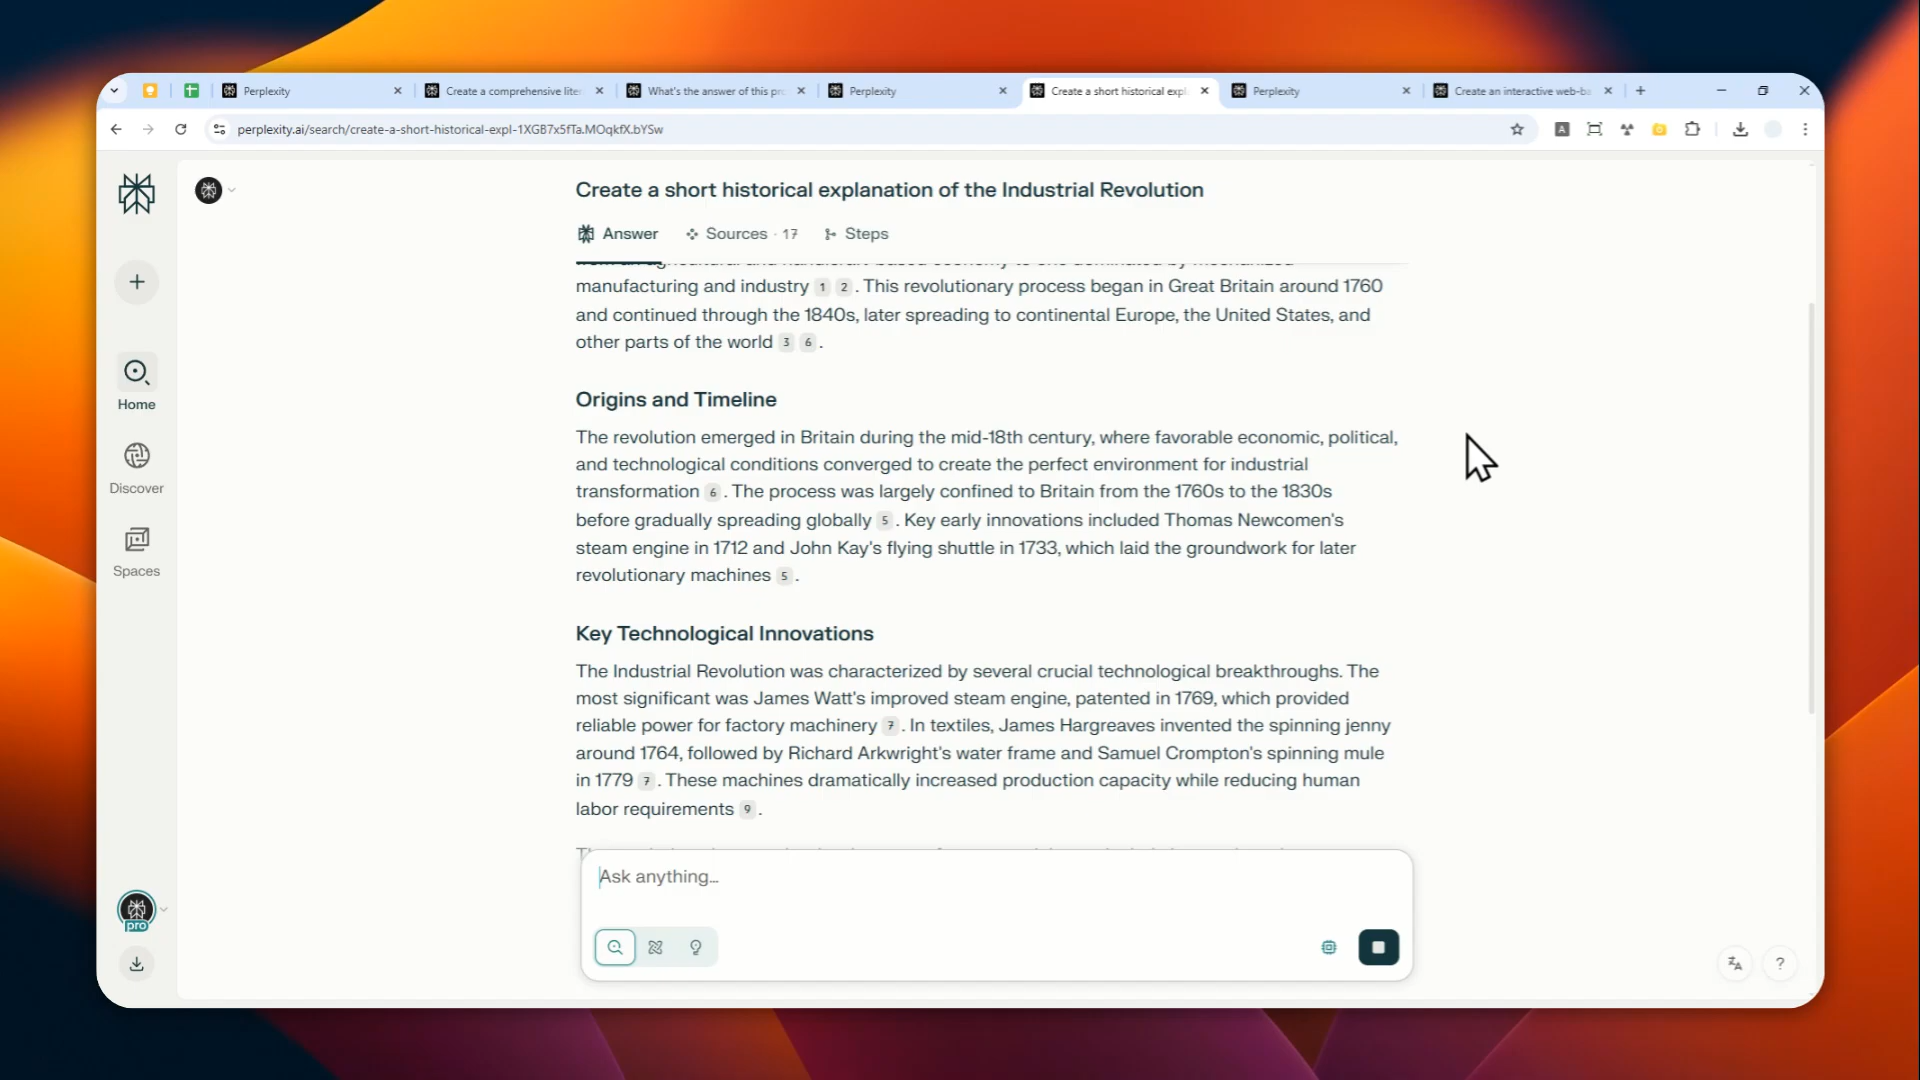 Perplexity
Create a comprehensive lite
What's the answer of this pr
Perplexity
Create a short historical expl
Perplexity
Create an interactive web-ba
perplexity.ai/search/create-a-short-historical-expl-1XGB7x5fTa.MOqkfX.bYSw
Create a short historical explanation of the Industrial Revolution
Answer
Sources · 17
Steps
manufacturing and industry 1 2 . This revolutionary process began in Great Britain around 1760
and continued through the 1840s, later spreading to continental Europe, the United States, and
other parts of the world 3 6 .
Origins and Timeline
The revolution emerged in Britain during the mid-18th century, where favorable economic, political,
and technological conditions converged to create the perfect environment for industrial
transformation 6 . The process was largely confined to Britain from the 1760s to the 1830s
before gradually spreading globally 5 . Key early innovations included Thomas Newcomen's
steam engine in 1712 and John Kay's flying shuttle in 1733, which laid the groundwork for later
revolutionary machines 5 .
Key Technological Innovations
The Industrial Revolution was characterized by several crucial technological breakthroughs. The
most significant was James Watt's improved steam engine, patented in 1769, which provided
reliable power for factory machinery 7 . In textiles, James Hargreaves invented the spinning jenny
around 1764, followed by Richard Arkwright's water frame and Samuel Crompton's spinning mule
in 1779 7 . These machines dramatically increased production capacity while reducing human
labor requirements 9 .
Ask anything...
Home
Discover
Spaces
pro